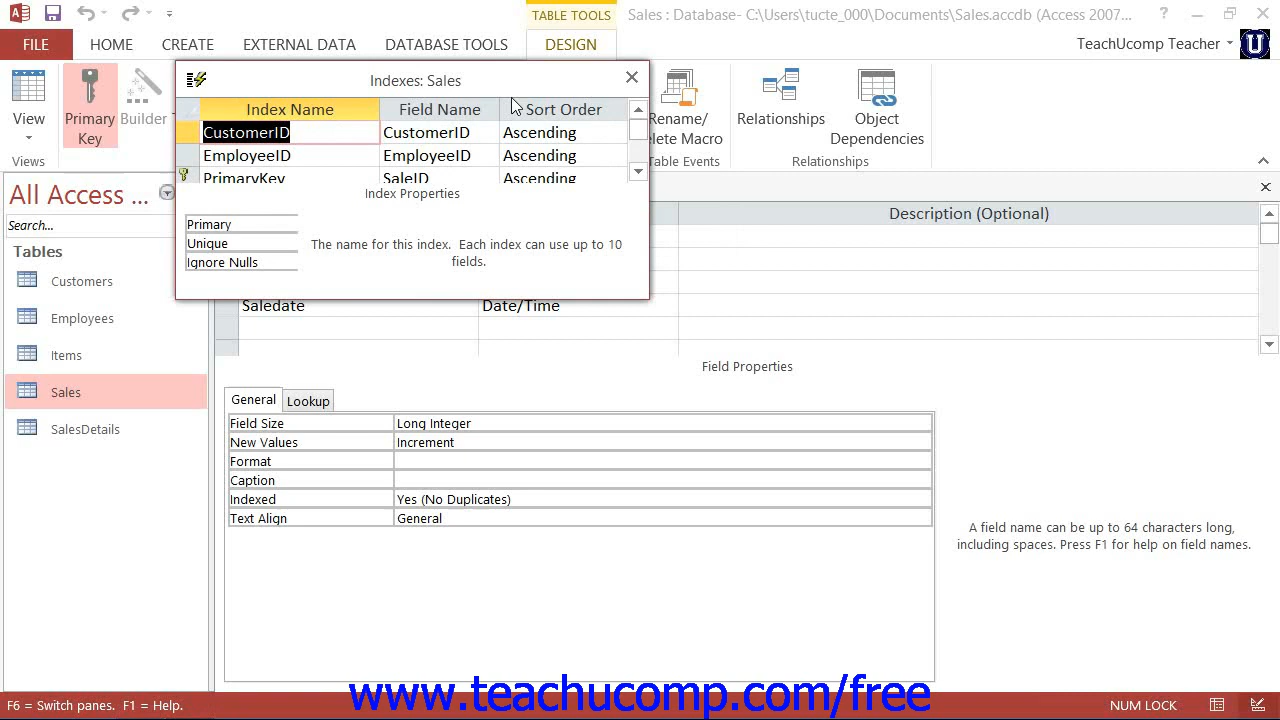 TABLE TOOLS
Sales : Database- C:\Users\tucte_000\Documents\Sales.accdb (Access 2007...
FILE
HOME
CREATE
EXTERNAL DATA
DATABASE TOOLS
DESIGN
TeachUcomp Teacher
U
View
Primary
Key
Builder
Rename/
Delete Macro
Relationships
Object
Dependencies
Views
Table Events
Relationships
Indexes: Sales
Index Name Field Name Sort Order
CustomerID CustomerID Ascending
EmployeeID EmployeeID Ascending
PrimaryKey SaleID Ascending
Index Properties
Primary
Unique
Ignore Nulls
The name for this index. Each index can use up to 10
fields.
All Access ...
Search...
Tables
Customers
Employees
Items
Sales
SalesDetails
Description (Optional)
Saledate Date/Time
Field Properties
General Lookup
Field Size Long Integer
New Values Increment
Format
Caption
Indexed Yes (No Duplicates)
Text Align General
A field name can be up to 64 characters long,
including spaces. Press F1 for help on field names.
www.teachucomp.com/free
F6 = Switch panes. F1 = Help.
NUM LOCK